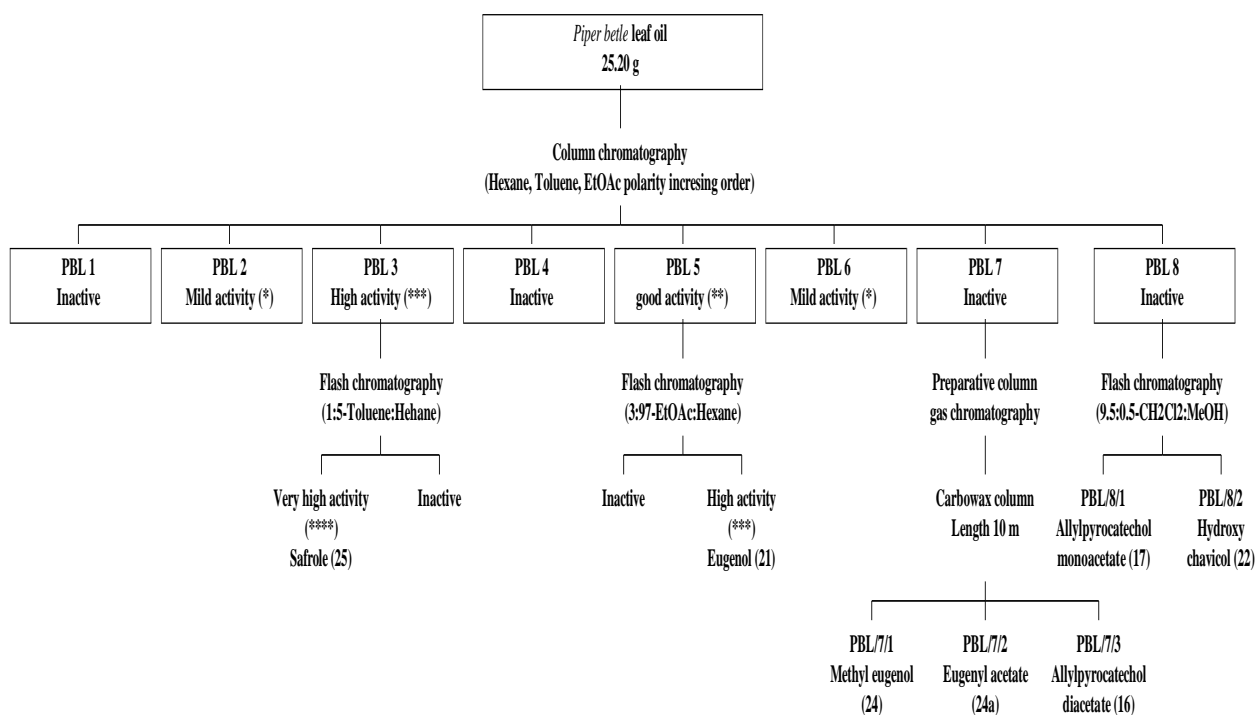 Piper betle leaf oil
25.20 g
Column chromatography
(Hexane, Toluene, EtOAc polarity incresing order)
PBL 1
Inactive
PBL 2
Mild activity (*)
PBL 3
High activity (***)
PBL 4
Inactive
PBL 5
good activity (**)
PBL 6
Mild activity (*)
PBL 7
Inactive
PBL 8
Inactive
Flash chromatography
(1:5-Toluene:Hehane)
Flash chromatography
(3:97-EtOAc:Hexane)
Preparative column
gas chromatography
Flash chromatography
(9.5:0.5-CH2Cl2:MeOH)
Very high activity
(****)
Safrole (25)
Inactive
Inactive
High activity
(***)
Eugenol (21)
Carbowax column
Length 10 m
PBL/8/1
Allylpyrocatechol
monoacetate (17)
PBL/8/2
Hydroxy
chavicol (22)
PBL/7/1
Methyl eugenol
(24)
PBL/7/2
Eugenyl acetate
(24a)
PBL/7/3
Allylpyrocatechol
diacetate (16)